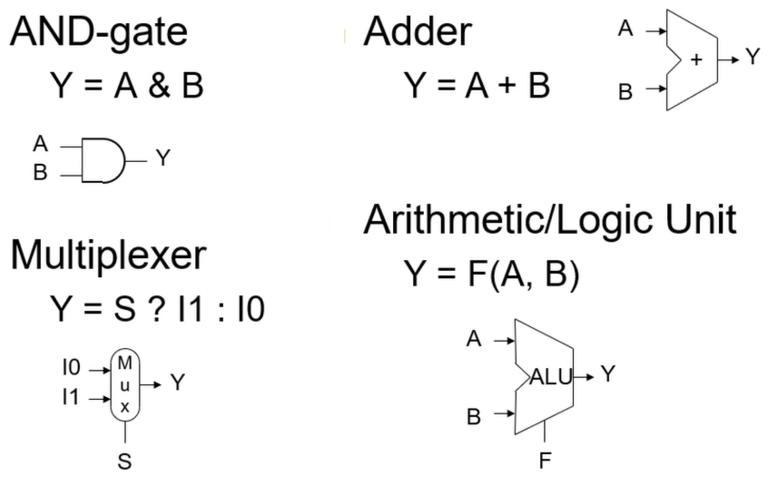 AND-gate
Y = A & B
A
B
Y
Adder
Y = A + B
A
B
+
Y
Multiplexer
Y = S ? I1 : I0
I0
I1
M
u
x
Y
S
Arithmetic/Logic Unit
Y = F(A, B)
A
B
ALU
Y
F